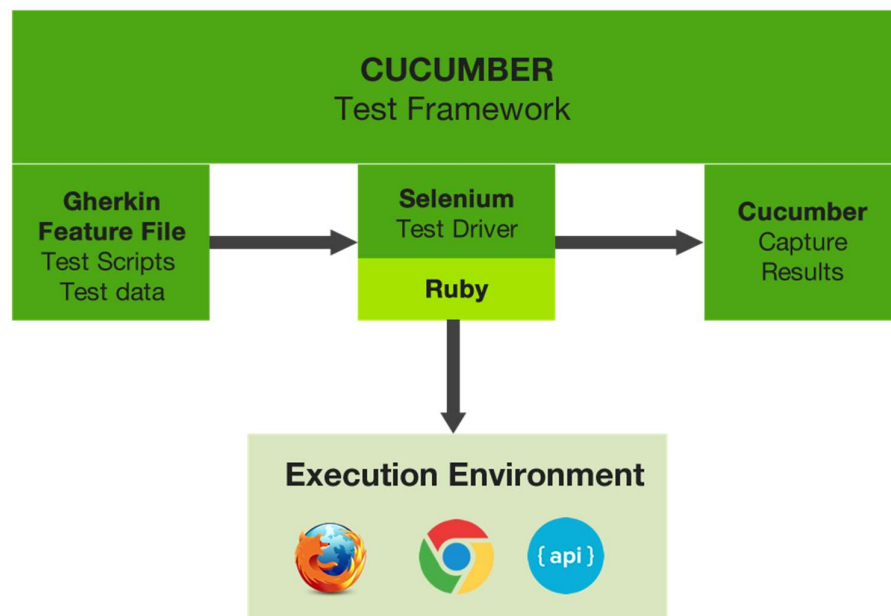 CUCUMBER
Test Framework
Gherkin
Feature File
Test Scripts
Test data
Selenium
Test Driver
Ruby
Cucumber
Capture
Results
Execution Environment
{ api }